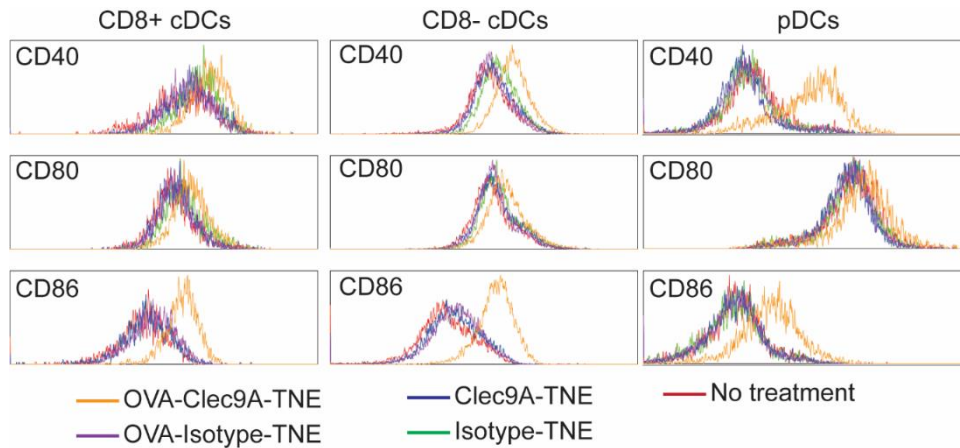 CD8+ cDCs CD8- cDCs pDCs
CD40 CD40 CD40
CD80 CD80 CD80
CD86 CD86 CD86
OVA-Clec9A-TNE Clec9A-TNE No treatment
OVA-Isotype-TNE Isotype-TNE